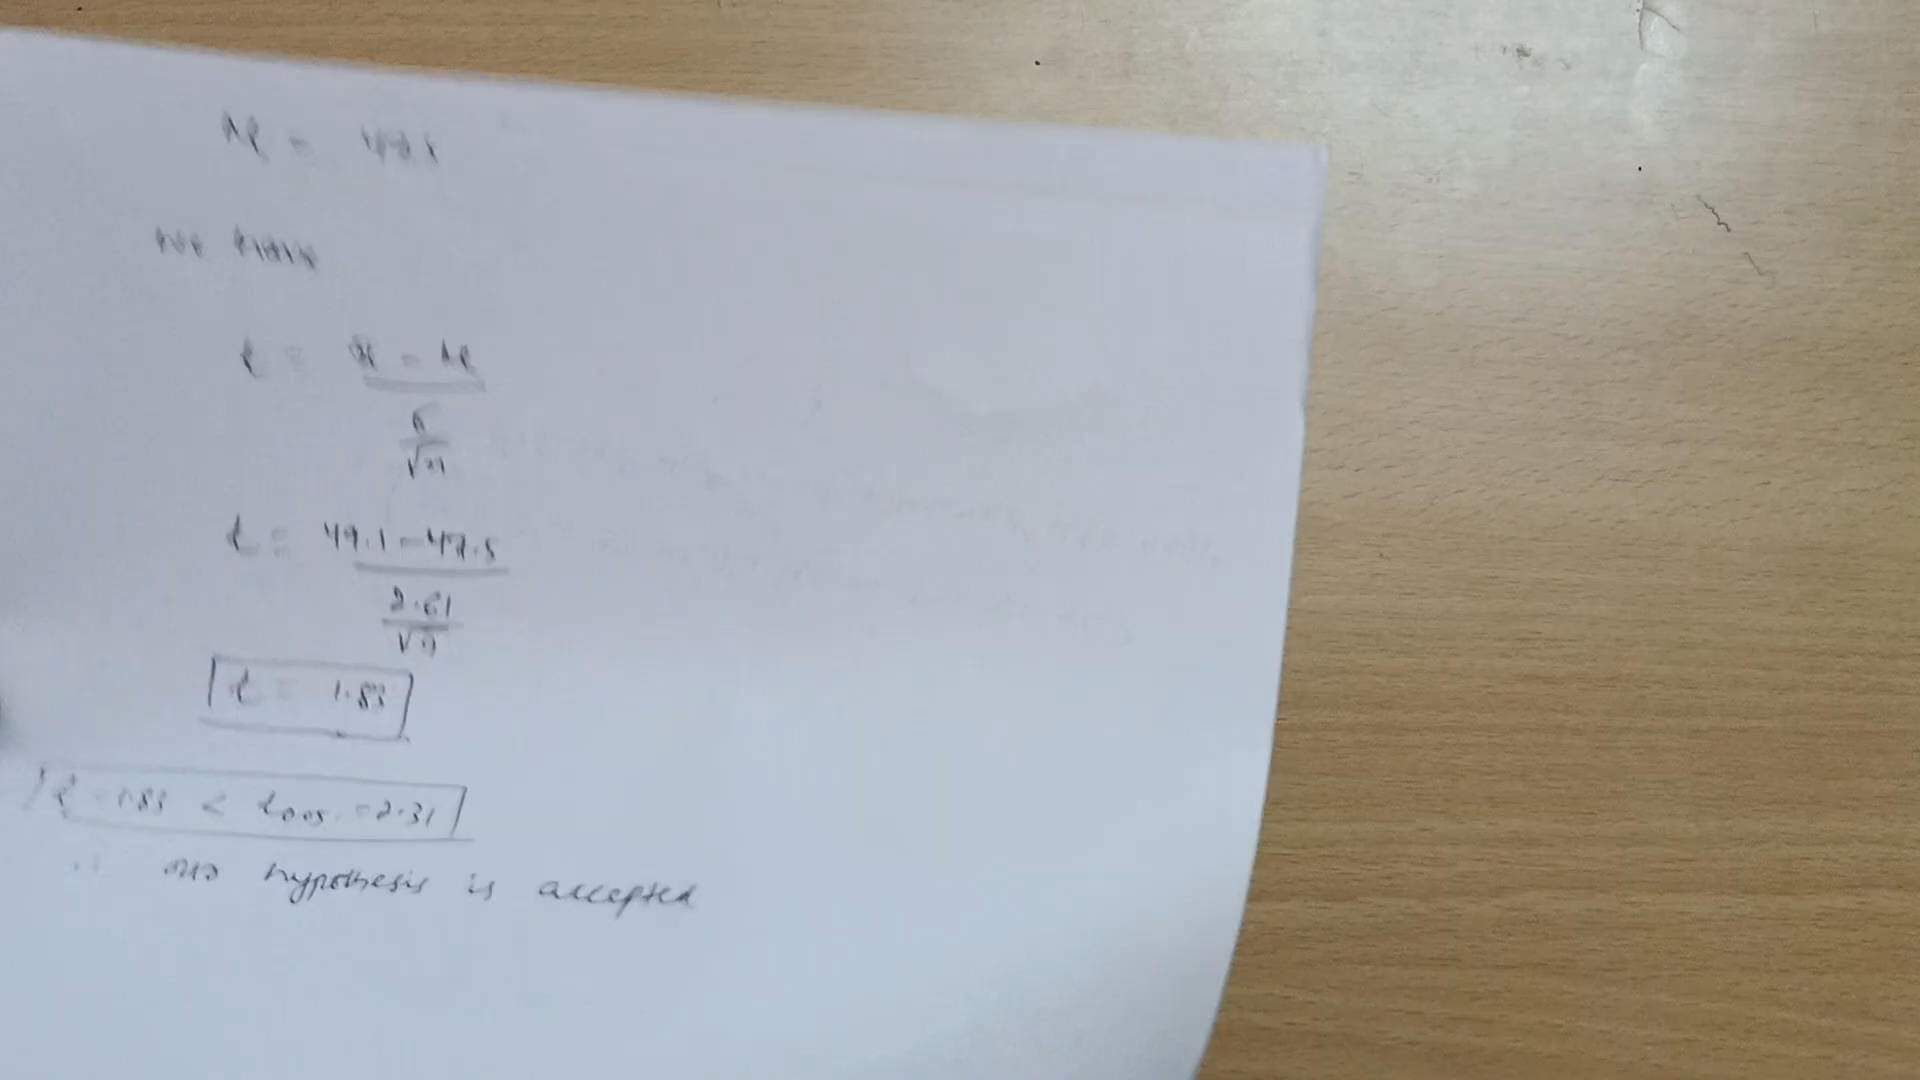 μ = 47.5
we have
t = x̄ - μ
s
√n
t = 49.1 - 47.5
2.61
√9
t = 1.83
t = 1.83 < t0.05 = 2.31
hypothesis is accepted